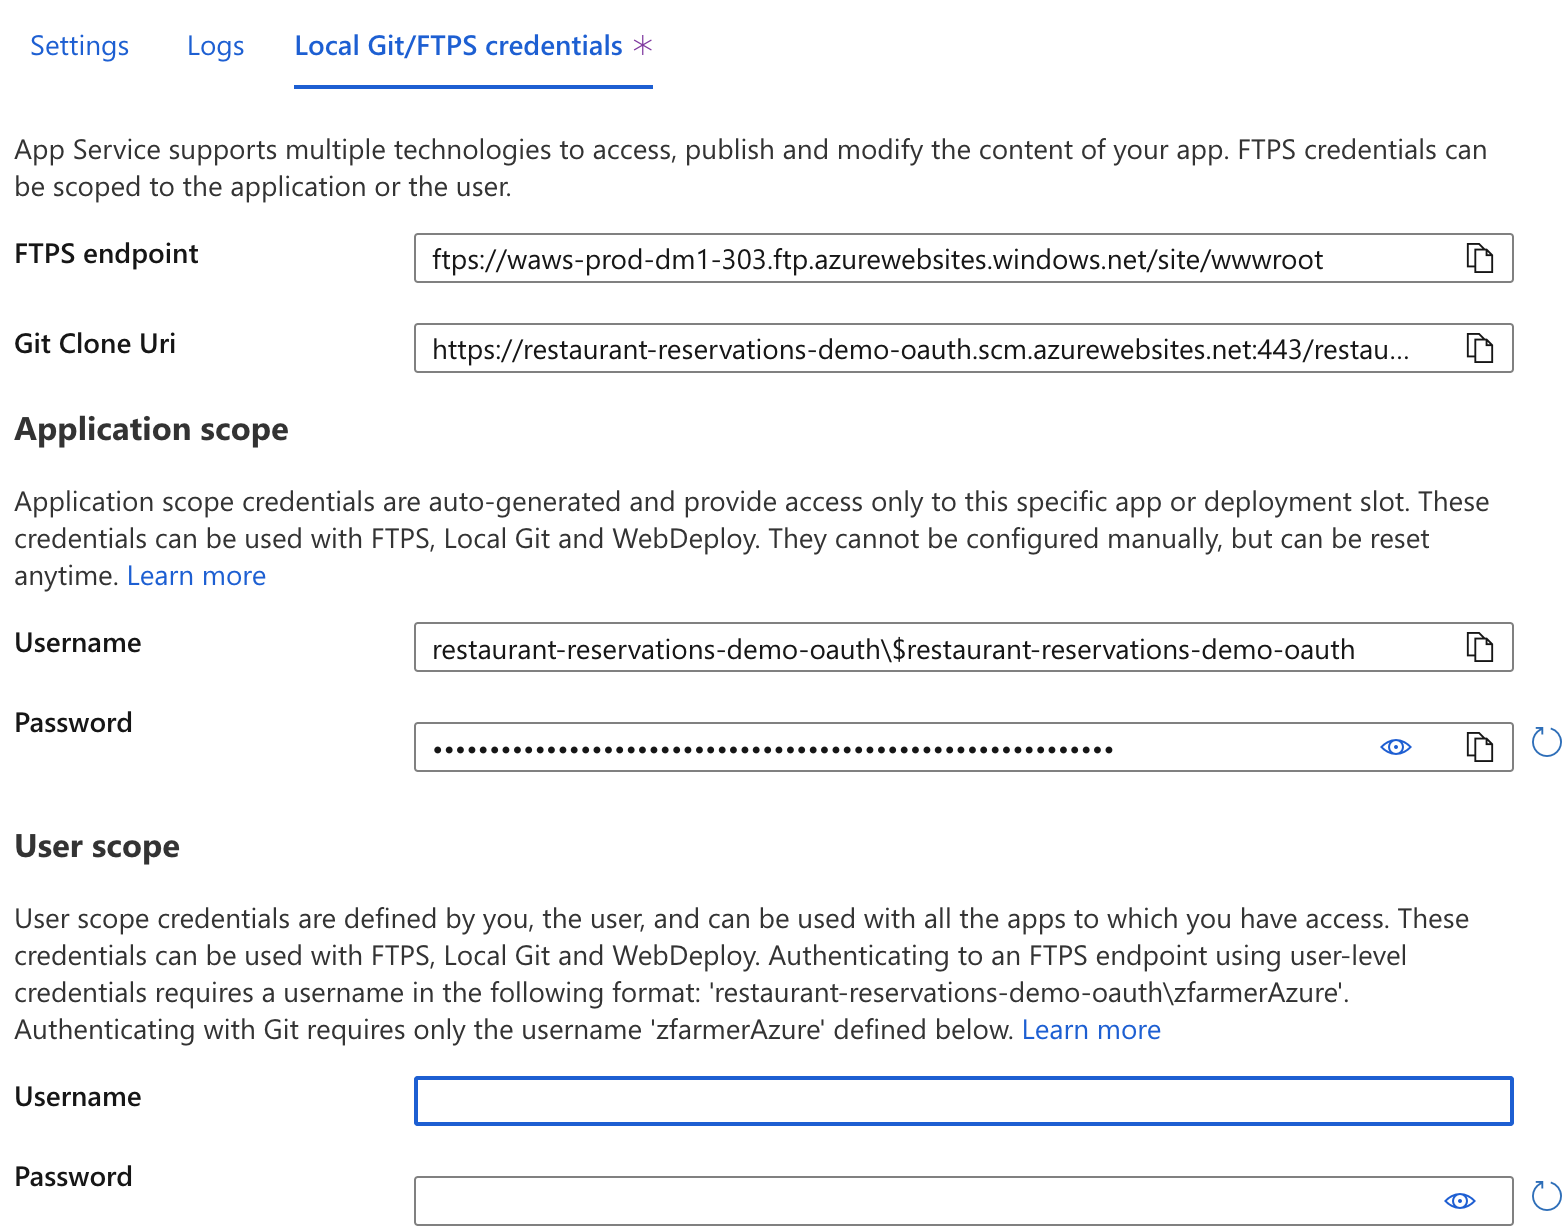 Settings Logs Local Git/FTPS credentials *
App Service supports multiple technologies to access, publish and modify the content of your app. FTPS credentials can
be scoped to the application or the user.
FTPS endpoint ftps://waws-prod-dm1-303.ftp.azurewebsites.windows.net/site/wwwroot
Git Clone Uri https://restaurant-reservations-demo-oauth.scm.azurewebsites.net:443/restau...
Application scope
Application scope credentials are auto-generated and provide access only to this specific app or deployment slot. These
credentials can be used with FTPS, Local Git and WebDeploy. They cannot be configured manually, but can be reset
anytime. Learn more
Username restaurant-reservations-demo-oauth\$restaurant-reservations-demo-oauth
Password
User scope
User scope credentials are defined by you, the user, and can be used with all the apps to which you have access. These
credentials can be used with FTPS, Local Git and WebDeploy. Authenticating to an FTPS endpoint using user-level
credentials requires a username in the following format: 'restaurant-reservations-demo-oauth\zfarmerAzure'.
Authenticating with Git requires only the username 'zfarmerAzure' defined below. Learn more
Username
Password